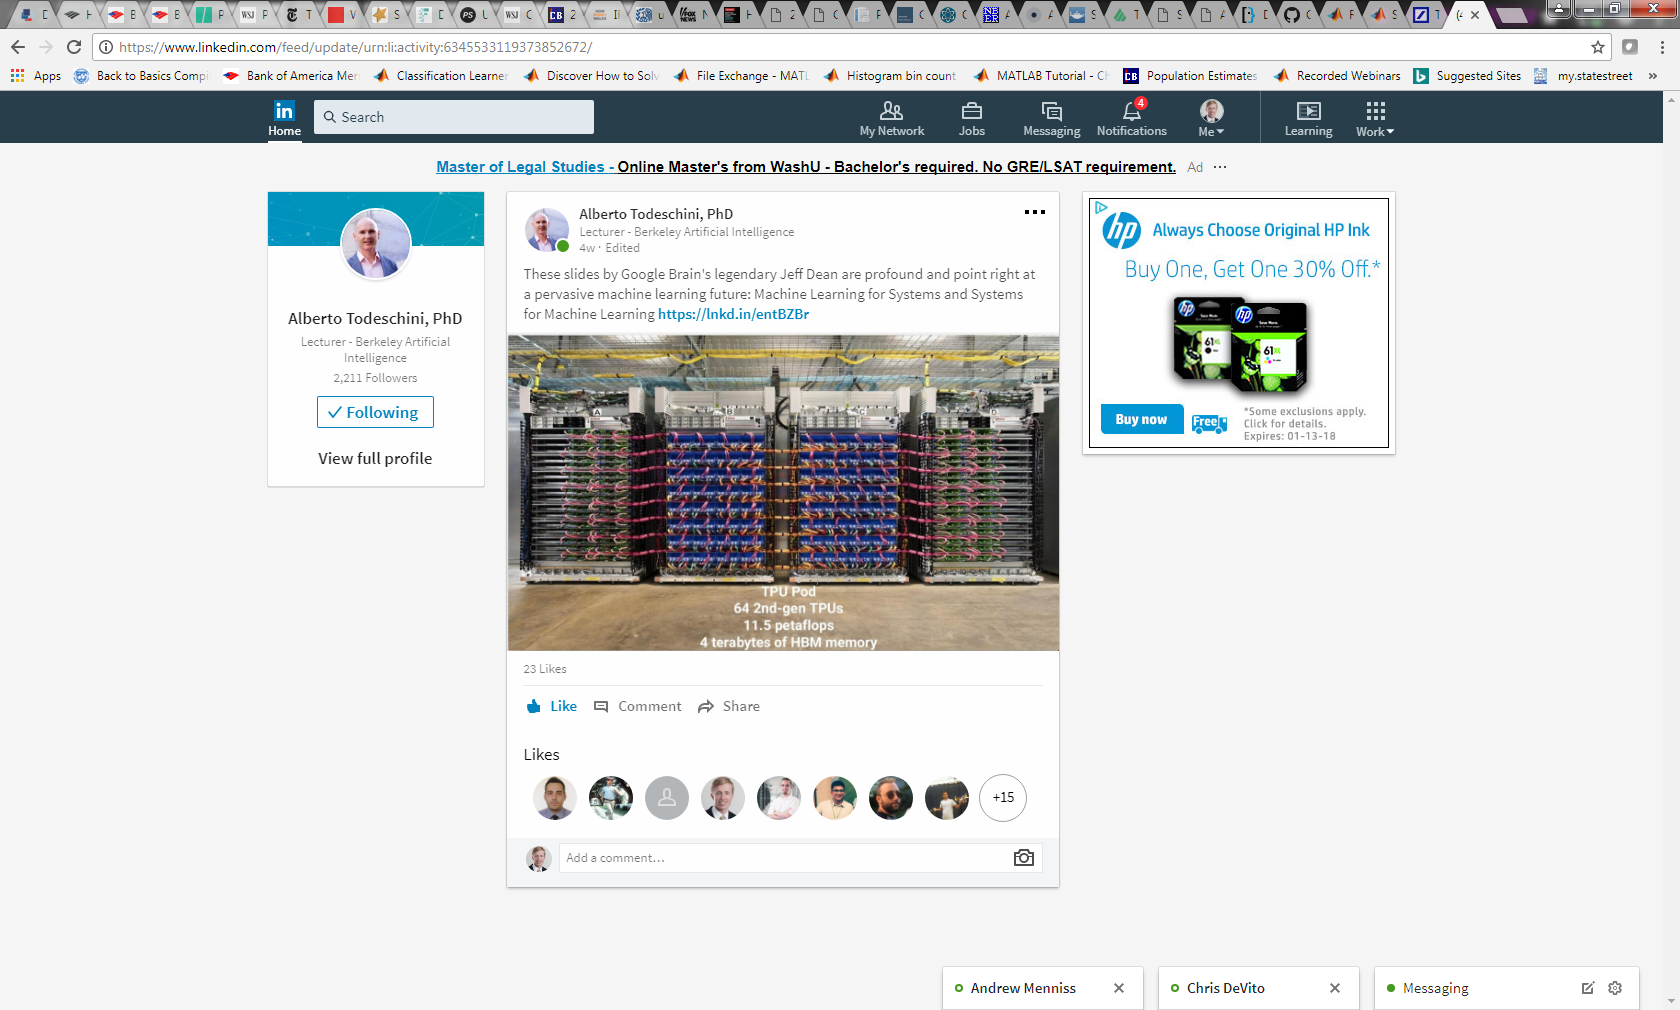 https://www.linkedin.com/feed/update/urn:li:activity:6345533119373852672/
Apps
Back to Basics Compi
Bank of America Mer
Classification Learner
Discover How to Solv
File Exchange - MATL
Histogram bin count
MATLAB Tutorial - Ch
Population Estimates
Recorded Webinars
Suggested Sites
my.statestreet
»
in
Home
Search
My Network
Jobs
Messaging
4
Notifications
Me
Learning
Work
Master of Legal Studies - Online Master's from WashU - Bachelor's required. No GRE/LSAT requirement. Ad ···
Alberto Todeschini, PhD
Lecturer - Berkeley Artificial
Intelligence
2,211 Followers
Following
View full profile
Alberto Todeschini, PhD
Lecturer - Berkeley Artificial Intelligence
4w · Edited
These slides by Google Brain's legendary Jeff Dean are profound and point right at
a pervasive machine learning future: Machine Learning for Systems and Systems
for Machine Learning https://lnkd.in/entBZBr
A
B
C
D
TPU Pod
64 2nd-gen TPUs
11.5 petaflops
4 terabytes of HBM memory
23 Likes
Like
Comment
Share
Likes
+15
Add a comment...
hp
Always Choose Original HP Ink
Buy One, Get One 30% Off.*
hp
61XL
hp
61XL
Buy now
Free
*Some exclusions apply.
Click for details.
Expires: 01-13-18
Andrew Menniss
Chris DeVito
Messaging